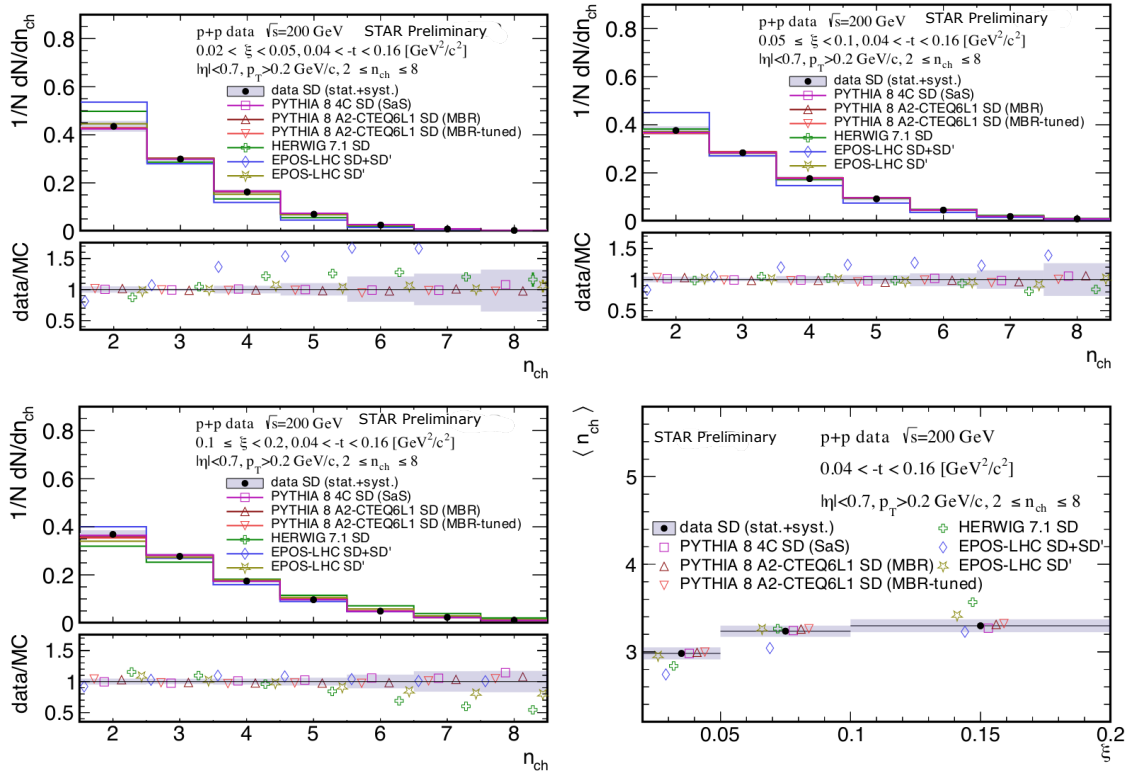 1/N dN/dn_ch
p+p data √s=200 GeV STAR Preliminary
0.02 < ξ < 0.05, 0.04 < -t < 0.16 [GeV²/c²]
|η|<0.7, p_T>0.2 GeV/c, 2 ≤ n_ch ≤ 8
data SD (stat.+syst.)
PYTHIA 8 4C SD (SaS)
PYTHIA 8 A2-CTEQ6L1 SD (MBR)
PYTHIA 8 A2-CTEQ6L1 SD (MBR-tuned)
HERWIG 7.1 SD
EPOS-LHC SD+SD'
EPOS-LHC SD'
0.8
0.6
0.4
0.2
0
data/MC
1.5
1
0.5
2 3 4 5 6 7 8
n_ch
1/N dN/dn_ch
p+p data √s=200 GeV STAR Preliminary
0.05 ≤ ξ < 0.1, 0.04 < -t < 0.16 [GeV²/c²]
|η|<0.7, p_T>0.2 GeV/c, 2 ≤ n_ch ≤ 8
data SD (stat.+syst.)
PYTHIA 8 4C SD (SaS)
PYTHIA 8 A2-CTEQ6L1 SD (MBR)
PYTHIA 8 A2-CTEQ6L1 SD (MBR-tuned)
HERWIG 7.1 SD
EPOS-LHC SD+SD'
EPOS-LHC SD'
0.8
0.6
0.4
0.2
0
data/MC
1.5
1
0.5
2 3 4 5 6 7 8
n_ch
1/N dN/dn_ch
p+p data √s=200 GeV STAR Preliminary
0.1 ≤ ξ < 0.2, 0.04 < -t < 0.16 [GeV²/c²]
|η|<0.7, p_T>0.2 GeV/c, 2 ≤ n_ch ≤ 8
data SD (stat.+syst.)
PYTHIA 8 4C SD (SaS)
PYTHIA 8 A2-CTEQ6L1 SD (MBR)
PYTHIA 8 A2-CTEQ6L1 SD (MBR-tuned)
HERWIG 7.1 SD
EPOS-LHC SD+SD'
EPOS-LHC SD'
0.8
0.6
0.4
0.2
0
data/MC
1.5
1
0.5
2 3 4 5 6 7 8
n_ch
⟨ n_ch ⟩
STAR Preliminary p+p data √s=200 GeV
0.04 < -t < 0.16 [GeV²/c²]
|η|<0.7, p_T>0.2 GeV/c, 2 ≤ n_ch ≤ 8
data SD (stat.+syst.)
PYTHIA 8 4C SD (SaS)
PYTHIA 8 A2-CTEQ6L1 SD (MBR)
PYTHIA 8 A2-CTEQ6L1 SD (MBR-tuned)
HERWIG 7.1 SD
EPOS-LHC SD+SD'
EPOS-LHC SD'
5
4
3
0.05 0.1 0.15 0.2
ξ